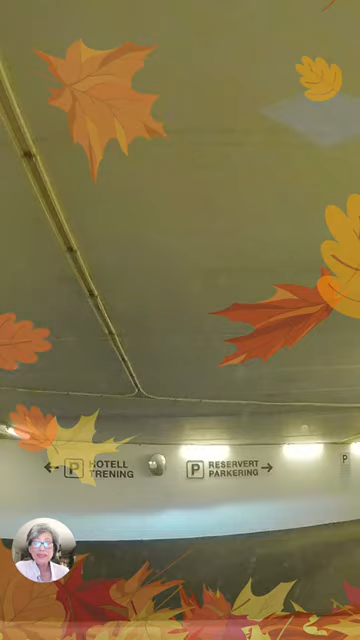 ← P HOTELL
TRENING
P RESERVERT →
PARKERING
P